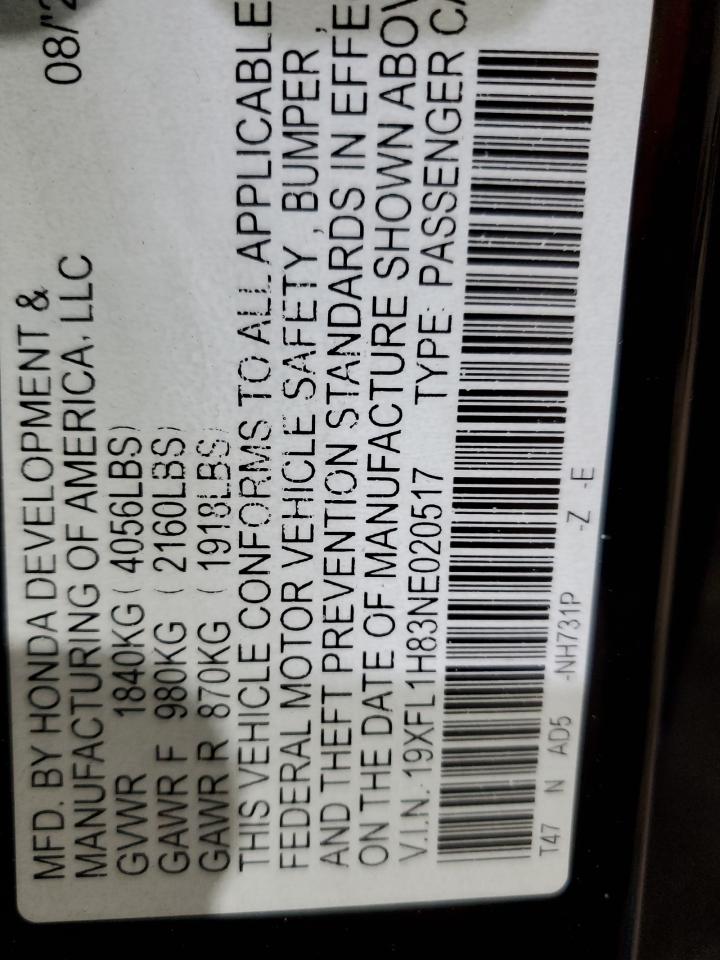 08/'2
MFD. BY HONDA DEVELOPMENT &
MANUFACTURING OF AMERICA, LLC
GVWR 1840KG ( 4056LBS)
GAWR F 980KG ( 2160LBS)
GAWR R 870KG ( 1918LBS)
THIS VEHICLE CONFORMS TO ALL APPLICABLE
FEDERAL MOTOR VEHICLE SAFETY , BUMPER ,
AND THEFT PREVENTION STANDARDS IN EFFE
ON THE DATE OF MANUFACTURE SHOWN ABOV
V.I.N. 19XFL1H83NE020517 TYPE: PASSENGER CA
T47 N AD5 -NH731P -Z -E